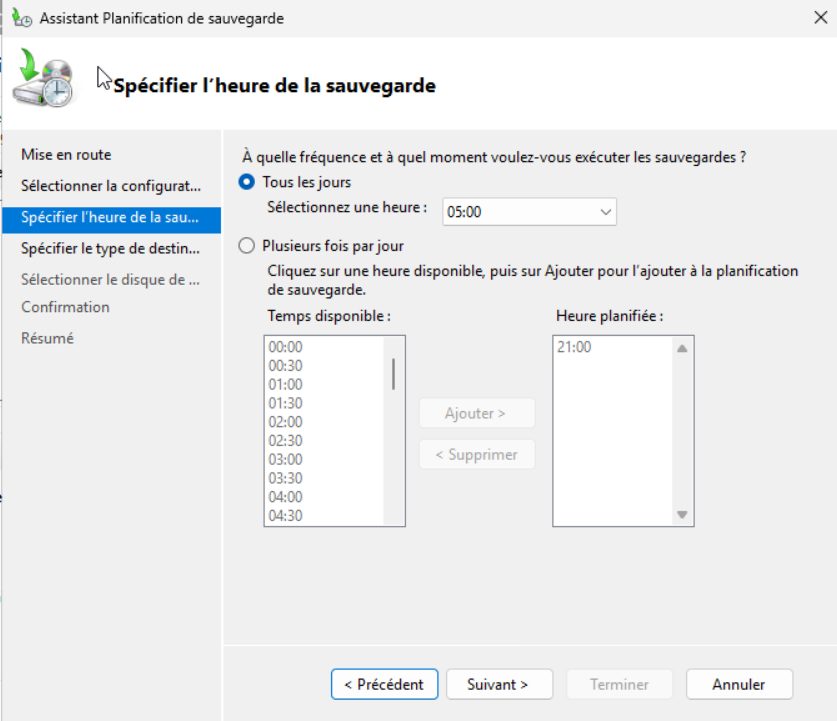 Assistant Planification de sauvegarde
Spécifier l'heure de la sauvegarde
Mise en route
Sélectionner la configurat...
Spécifier l'heure de la sau...
Spécifier le type de destin...
Sélectionner le disque de ...
Confirmation
Résumé
À quelle fréquence et à quel moment voulez-vous exécuter les sauvegardes ?
Tous les jours
Sélectionnez une heure : 05:00
Plusieurs fois par jour
Cliquez sur une heure disponible, puis sur Ajouter pour l'ajouter à la planification
de sauvegarde.
Temps disponible :
00:00
00:30
01:00
01:30
02:00
02:30
03:00
03:30
04:00
04:30
Ajouter >
< Supprimer
Heure planifiée :
21:00
< Précédent
Suivant >
Terminer
Annuler